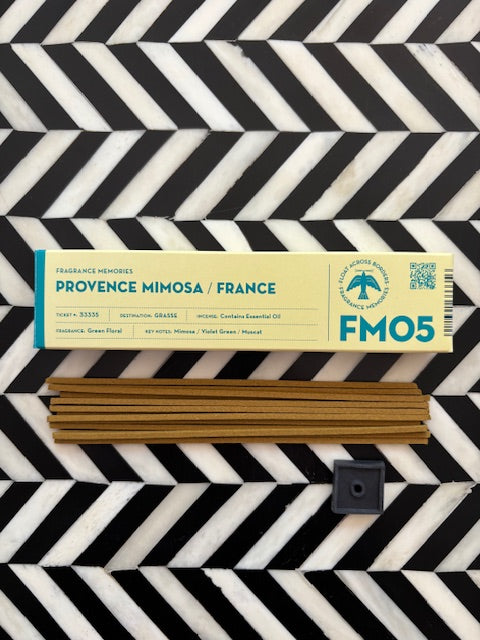 FRAGRANCE MEMORIES
PROVENCE MIMOSA / FRANCE
TICKET #: 33335 DESTINATION: GRASSE INCENSE: Contains Essential Oil
FRAGRANCE: Green Floral KEY NOTES: Mimosa / Violet Green / Muscat
FLOAT ACROSS BORDERS
FRAGRANCE MEMORIES
FM05